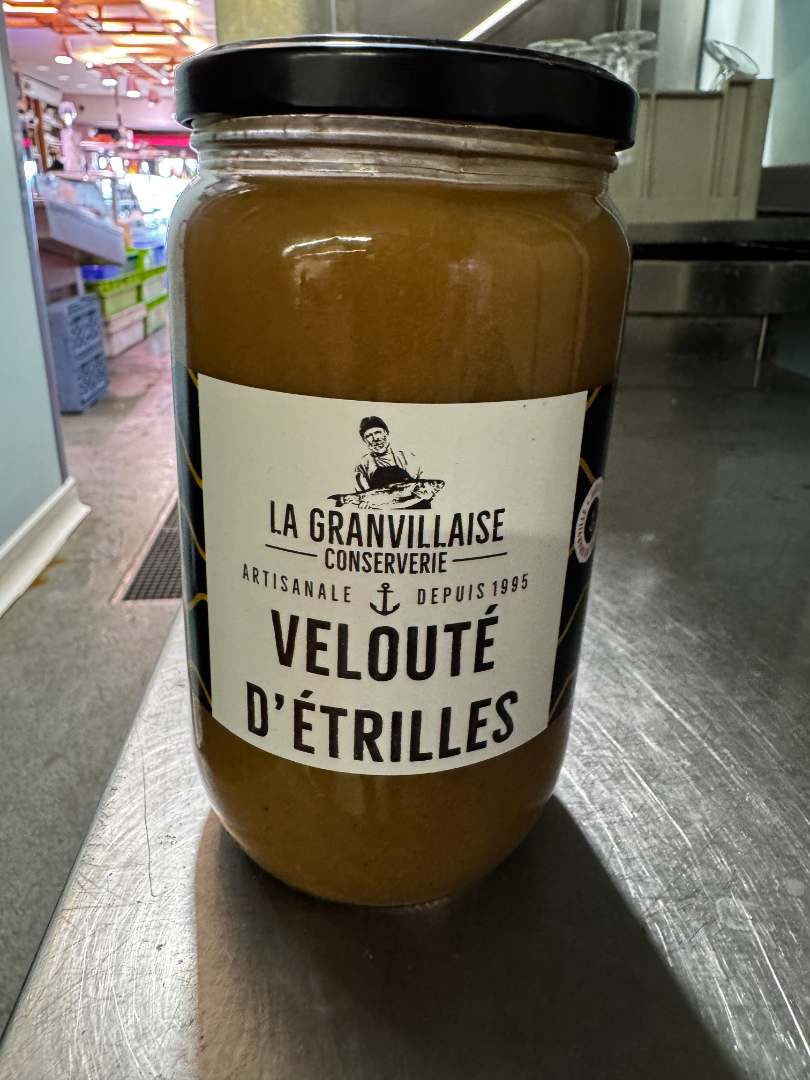 LA GRANVILLAISE
CONSERVERIE
ARTISANALE DEPUIS 1995
VELOUTÉ
D'ÉTRILLES